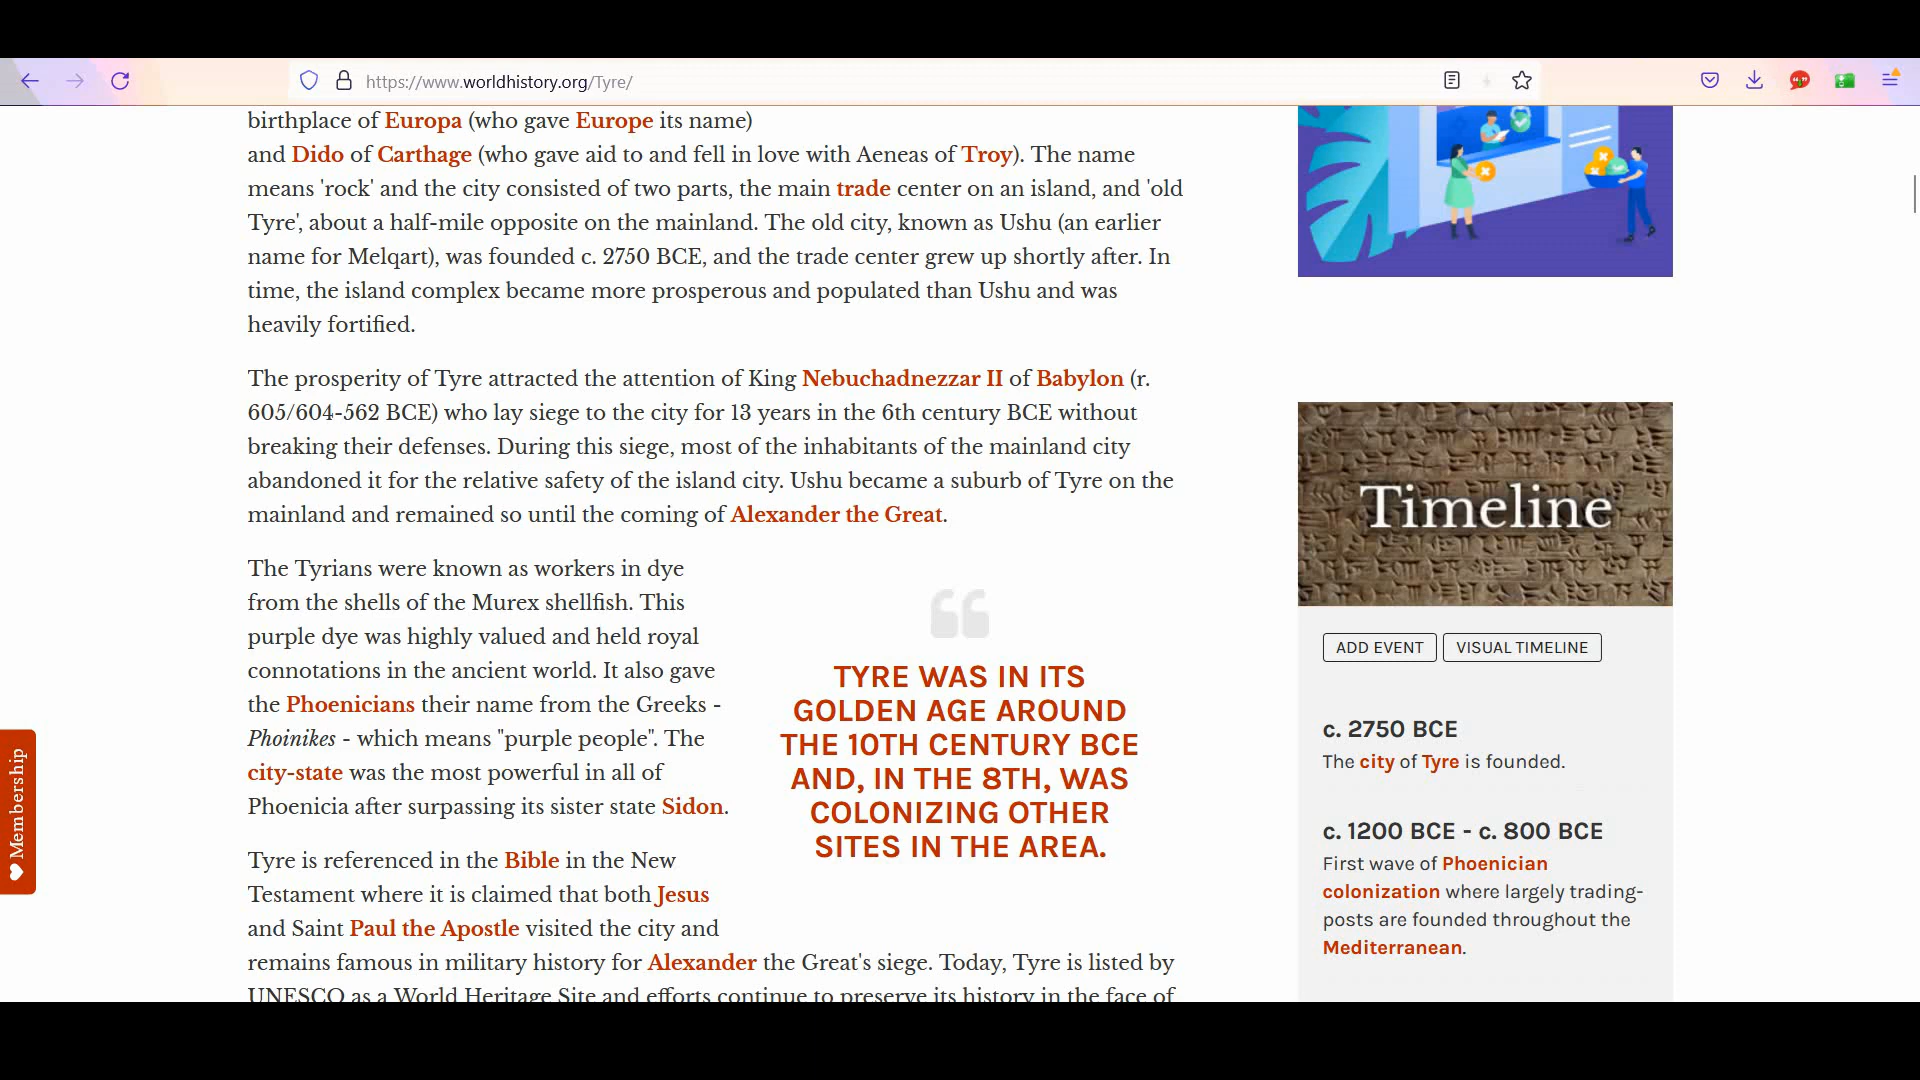 https://www.worldhistory.org/Tyre/
birthplace of Europa (who gave Europe its name)
and Dido of Carthage (who gave aid to and fell in love with Aeneas of Troy). The name
means 'rock' and the city consisted of two parts, the main trade center on an island, and 'old
Tyre', about a half-mile opposite on the mainland. The old city, known as Ushu (an earlier
name for Melqart), was founded c. 2750 BCE, and the trade center grew up shortly after. In
time, the island complex became more prosperous and populated than Ushu and was
heavily fortified.
The prosperity of Tyre attracted the attention of King Nebuchadnezzar II of Babylon (r.
605/604-562 BCE) who lay siege to the city for 13 years in the 6th century BCE without
breaking their defenses. During this siege, most of the inhabitants of the mainland city
abandoned it for the relative safety of the island city. Ushu became a suburb of Tyre on the
mainland and remained so until the coming of Alexander the Great.
The Tyrians were known as workers in dye
from the shells of the Murex shellfish. This
purple dye was highly valued and held royal
connotations in the ancient world. It also gave
the Phoenicians their name from the Greeks -
Phoinikes - which means "purple people". The
city-state was the most powerful in all of
Phoenicia after surpassing its sister state Sidon.
TYRE WAS IN ITS
GOLDEN AGE AROUND
THE 10TH CENTURY BCE
AND, IN THE 8TH, WAS
COLONIZING OTHER
SITES IN THE AREA.
Tyre is referenced in the Bible in the New
Testament where it is claimed that both Jesus
and Saint Paul the Apostle visited the city and
remains famous in military history for Alexander the Great's siege. Today, Tyre is listed by
UNESCO as a World Heritage Site and efforts continue to preserve its history in the face of
Timeline
ADD EVENT VISUAL TIMELINE
c. 2750 BCE
The city of Tyre is founded.
c. 1200 BCE - c. 800 BCE
First wave of Phoenician
colonization where largely trading-
posts are founded throughout the
Mediterranean.
Membership